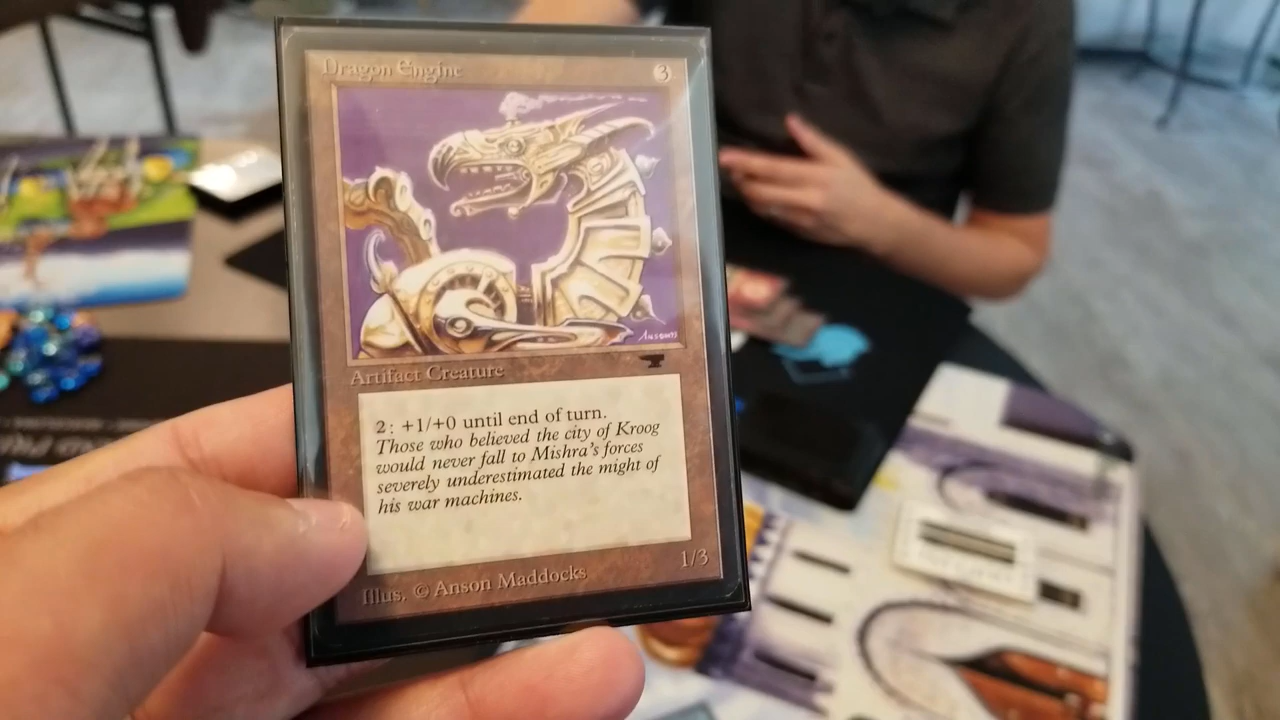 Dragon Engine 3
Artifact Creature
2: +1/+0 until end of turn.
Those who believed the city of Kroog
would never fall to Mishra's forces
severely underestimated the might of
his war machines.
1/3
Illus. © Anson Maddocks